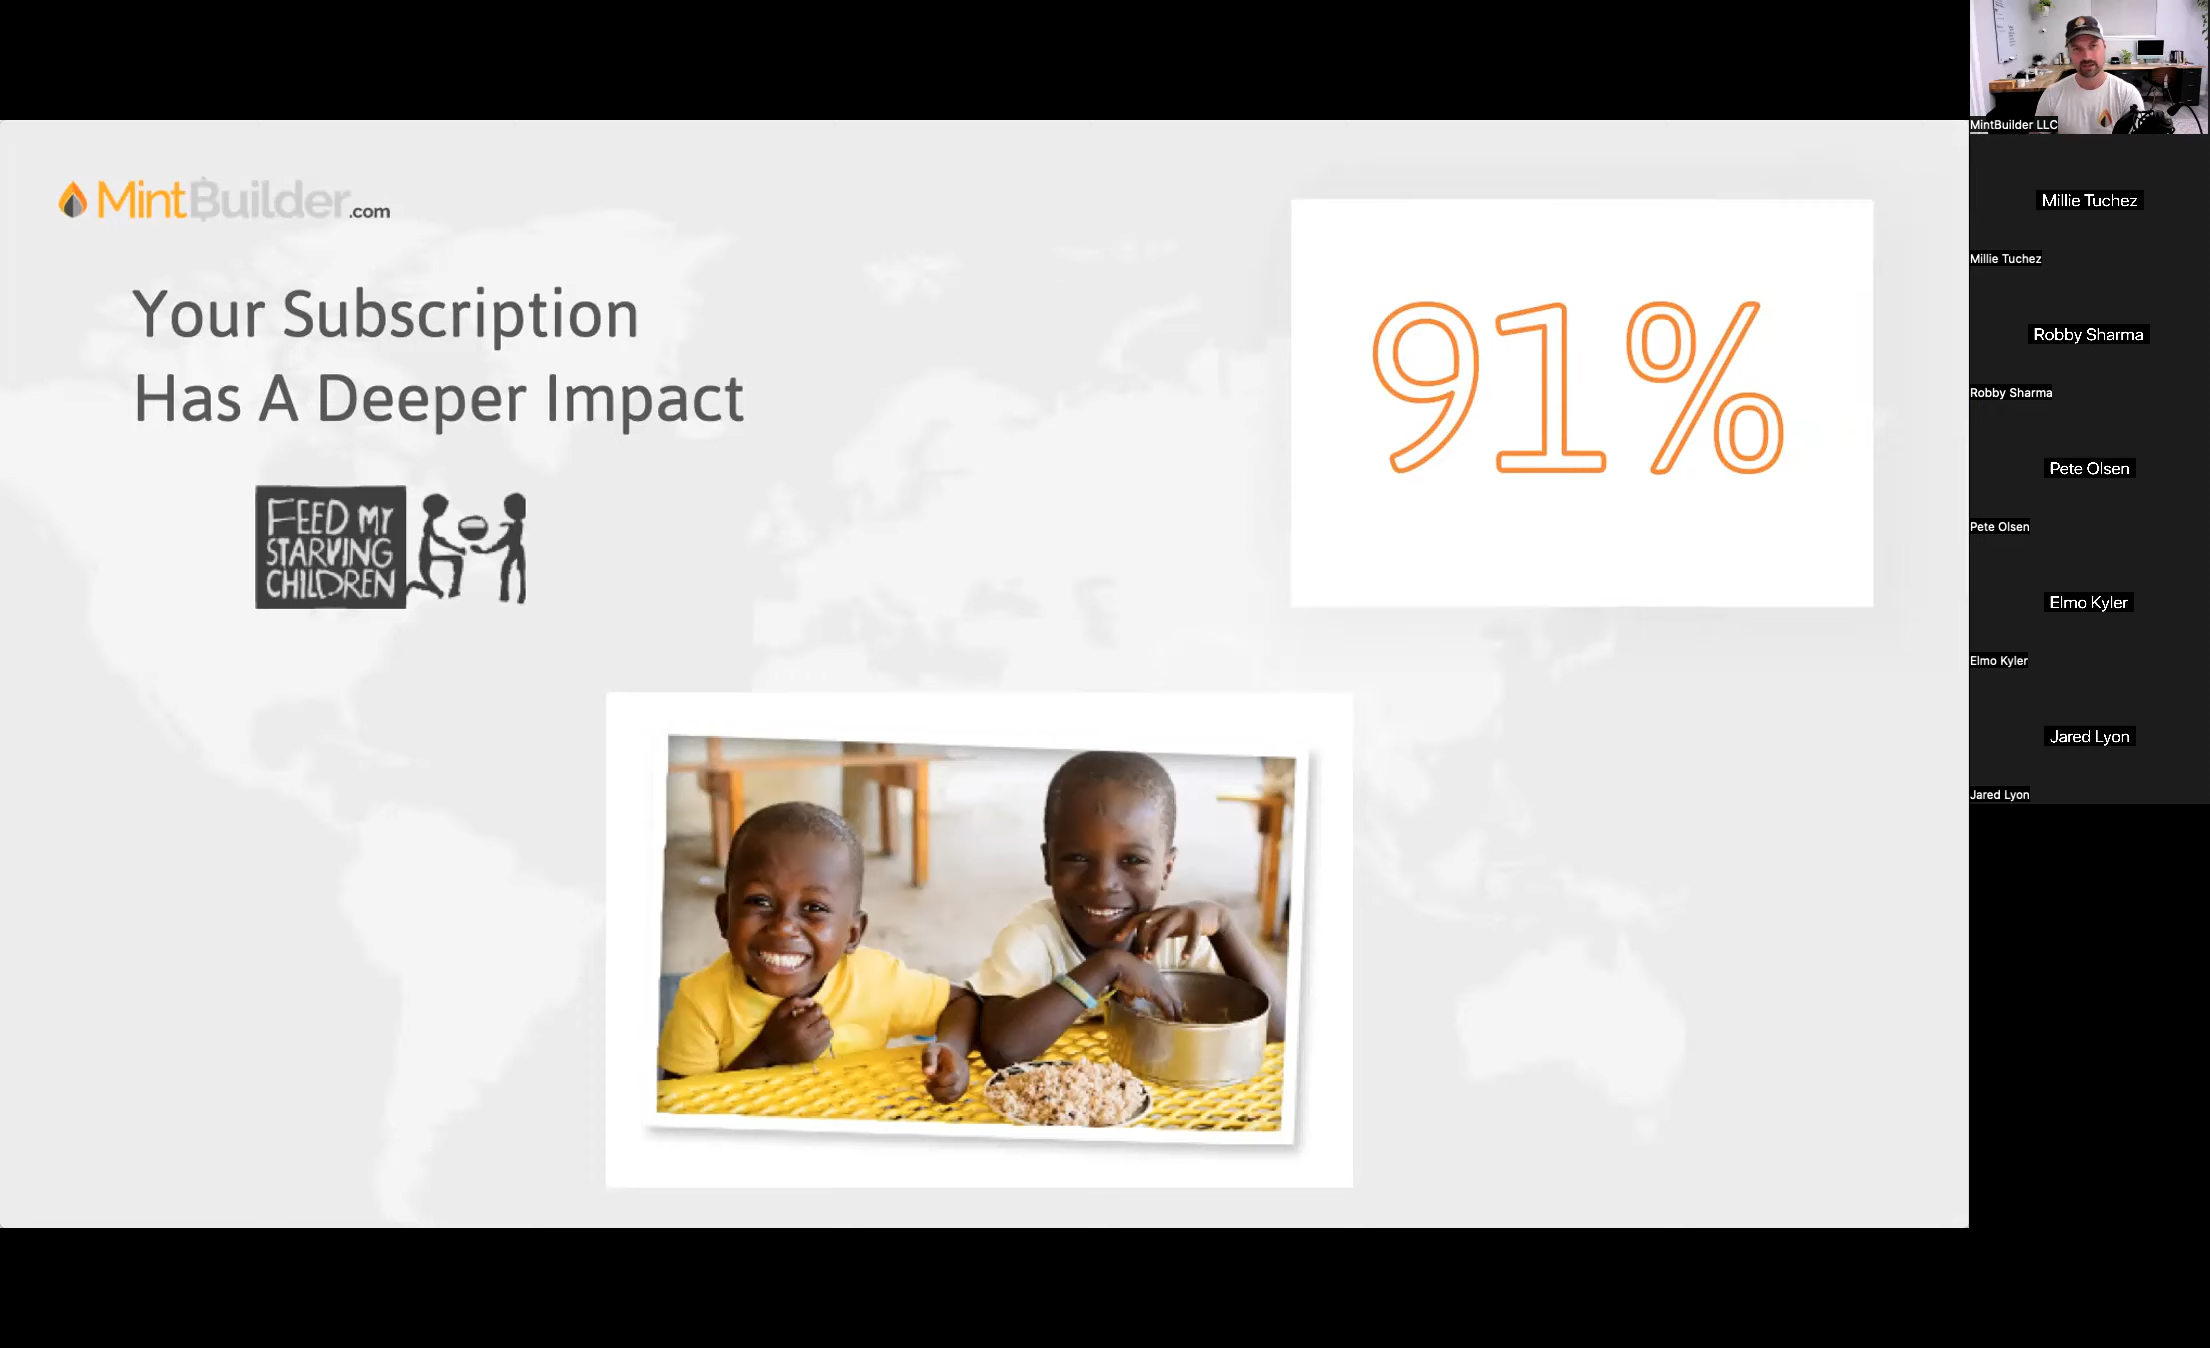 MintBuilder.com
Your Subscription
Has A Deeper Impact
FEED MY
STARVING
CHILDREN
91%
MintBuilder LLC
Millie Tuchez
Millie Tuchez
Robby Sharma
Robby Sharma
Pete Olsen
Pete Olsen
Elmo Kyler
Elmo Kyler
Jared Lyon
Jared Lyon